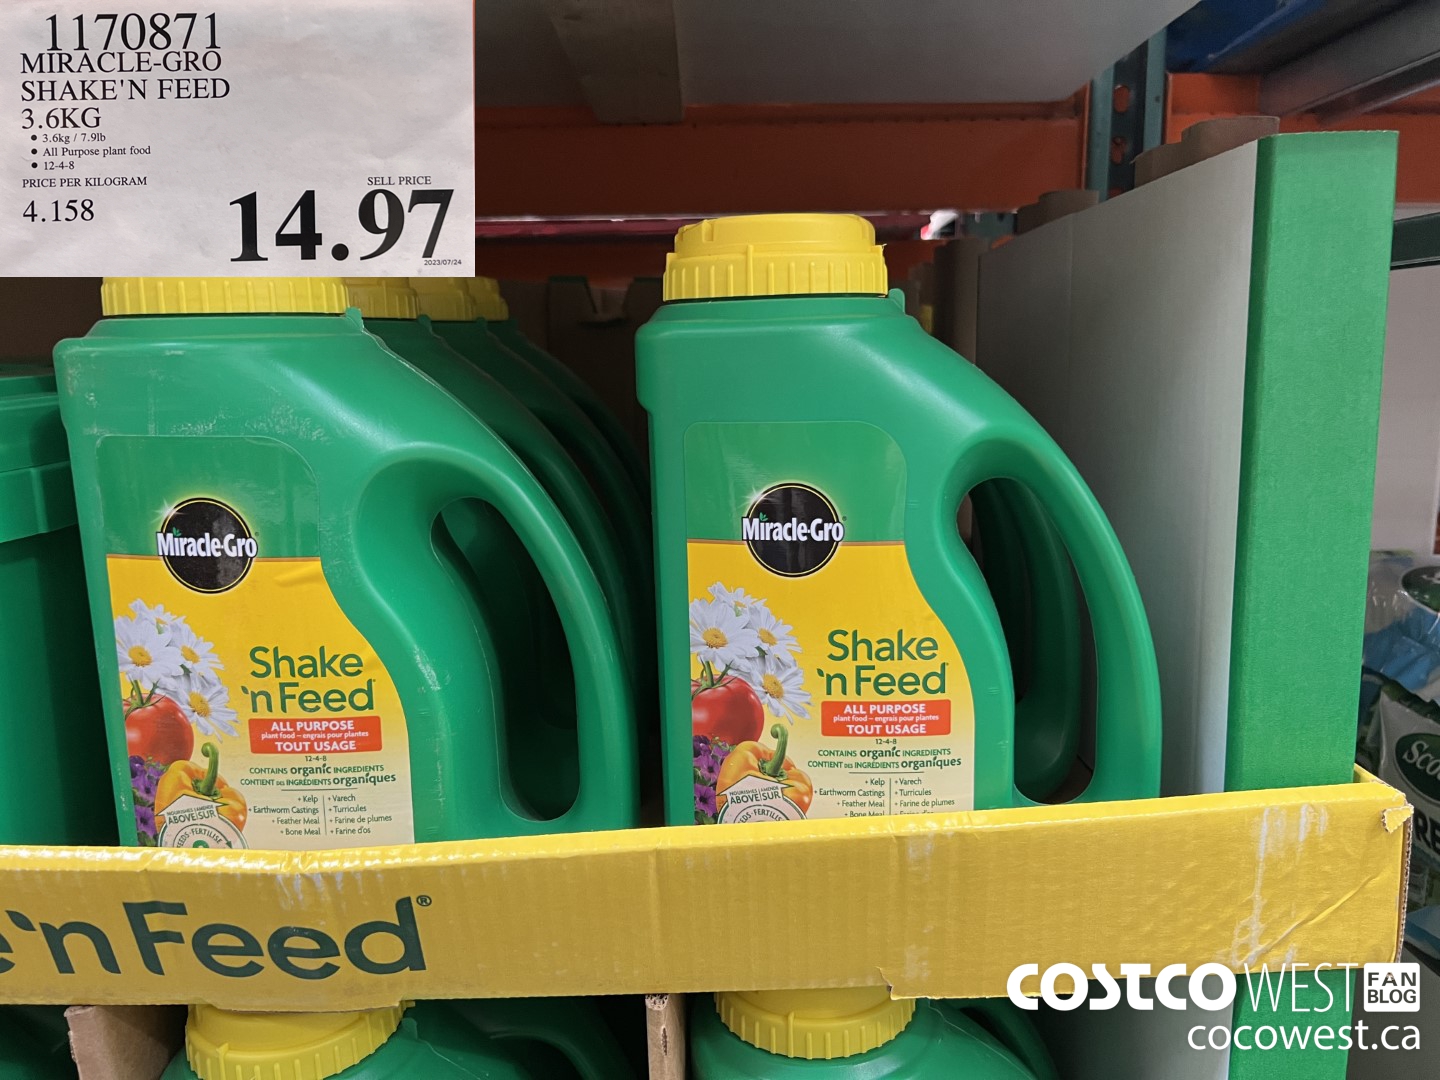 1170871
MIRACLE-GRO
SHAKE'N FEED
3.6KG
• 3.6kg / 7.9lb
• All Purpose plant food
• 12-4-8
PRICE PER KILOGRAM
4.158
SELL PRICE
14.97
2023/07/24
Miracle-Gro
Shake
'n Feed
ALL PURPOSE
plant food – engrais pour plantes
TOUT USAGE
12-4-8
CONTAINS organic INGREDIENTS
CONTIENT DES INGRÉDIENTS organiques
+ Kelp + Varech
+ Earthworm Castings + Turricules
+ Feather Meal + Farine de plumes
+ Bone Meal + Farine d'os
ABOVE SUR
Miracle-Gro
Shake
'n Feed
ALL PURPOSE
plant food – engrais pour plantes
TOUT USAGE
12-4-8
CONTAINS organic INGREDIENTS
CONTIENT DES INGRÉDIENTS organiques
+ Kelp + Varech
+ Earthworm Castings + Turricules
+ Feather Meal + Farine de plumes
ABOVE SUR
e'n Feed®
COSTCO WEST FAN BLOG
cocowest.ca